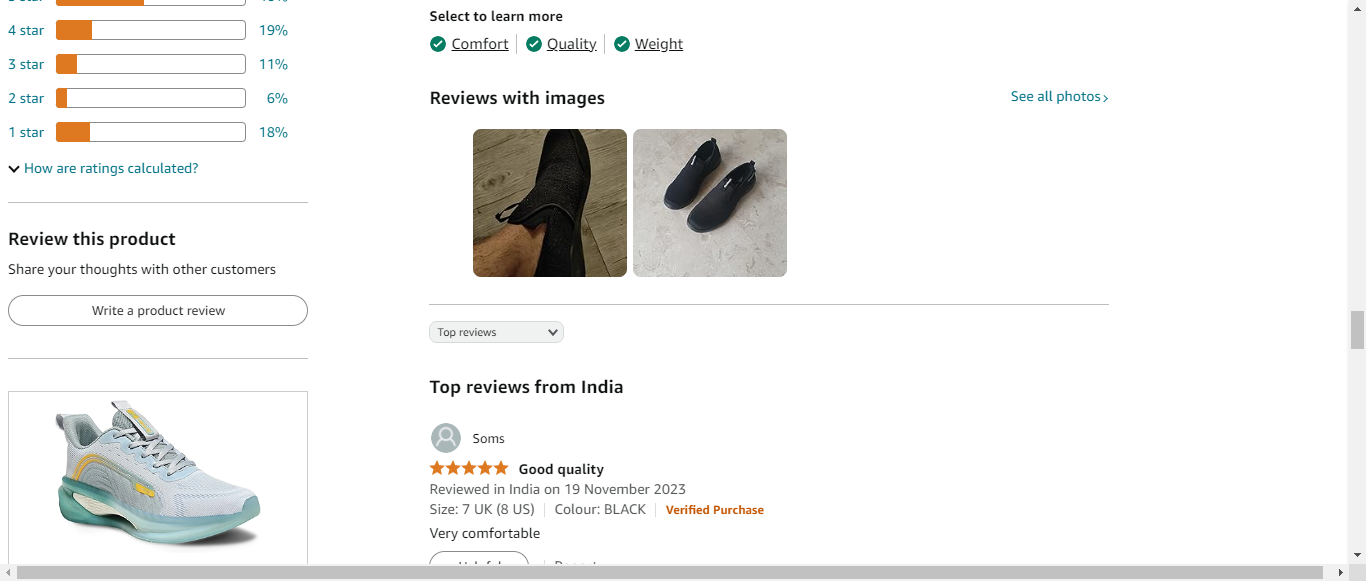 4 star 19%
3 star 11%
2 star 6%
1 star 18%
How are ratings calculated?
Review this product
Share your thoughts with other customers
Write a product review
Select to learn more
Comfort Quality Weight
Reviews with images
See all photos
Top reviews
Top reviews from India
Soms
Good quality
Reviewed in India on 19 November 2023
Size: 7 UK (8 US) Colour: BLACK Verified Purchase
Very comfortable